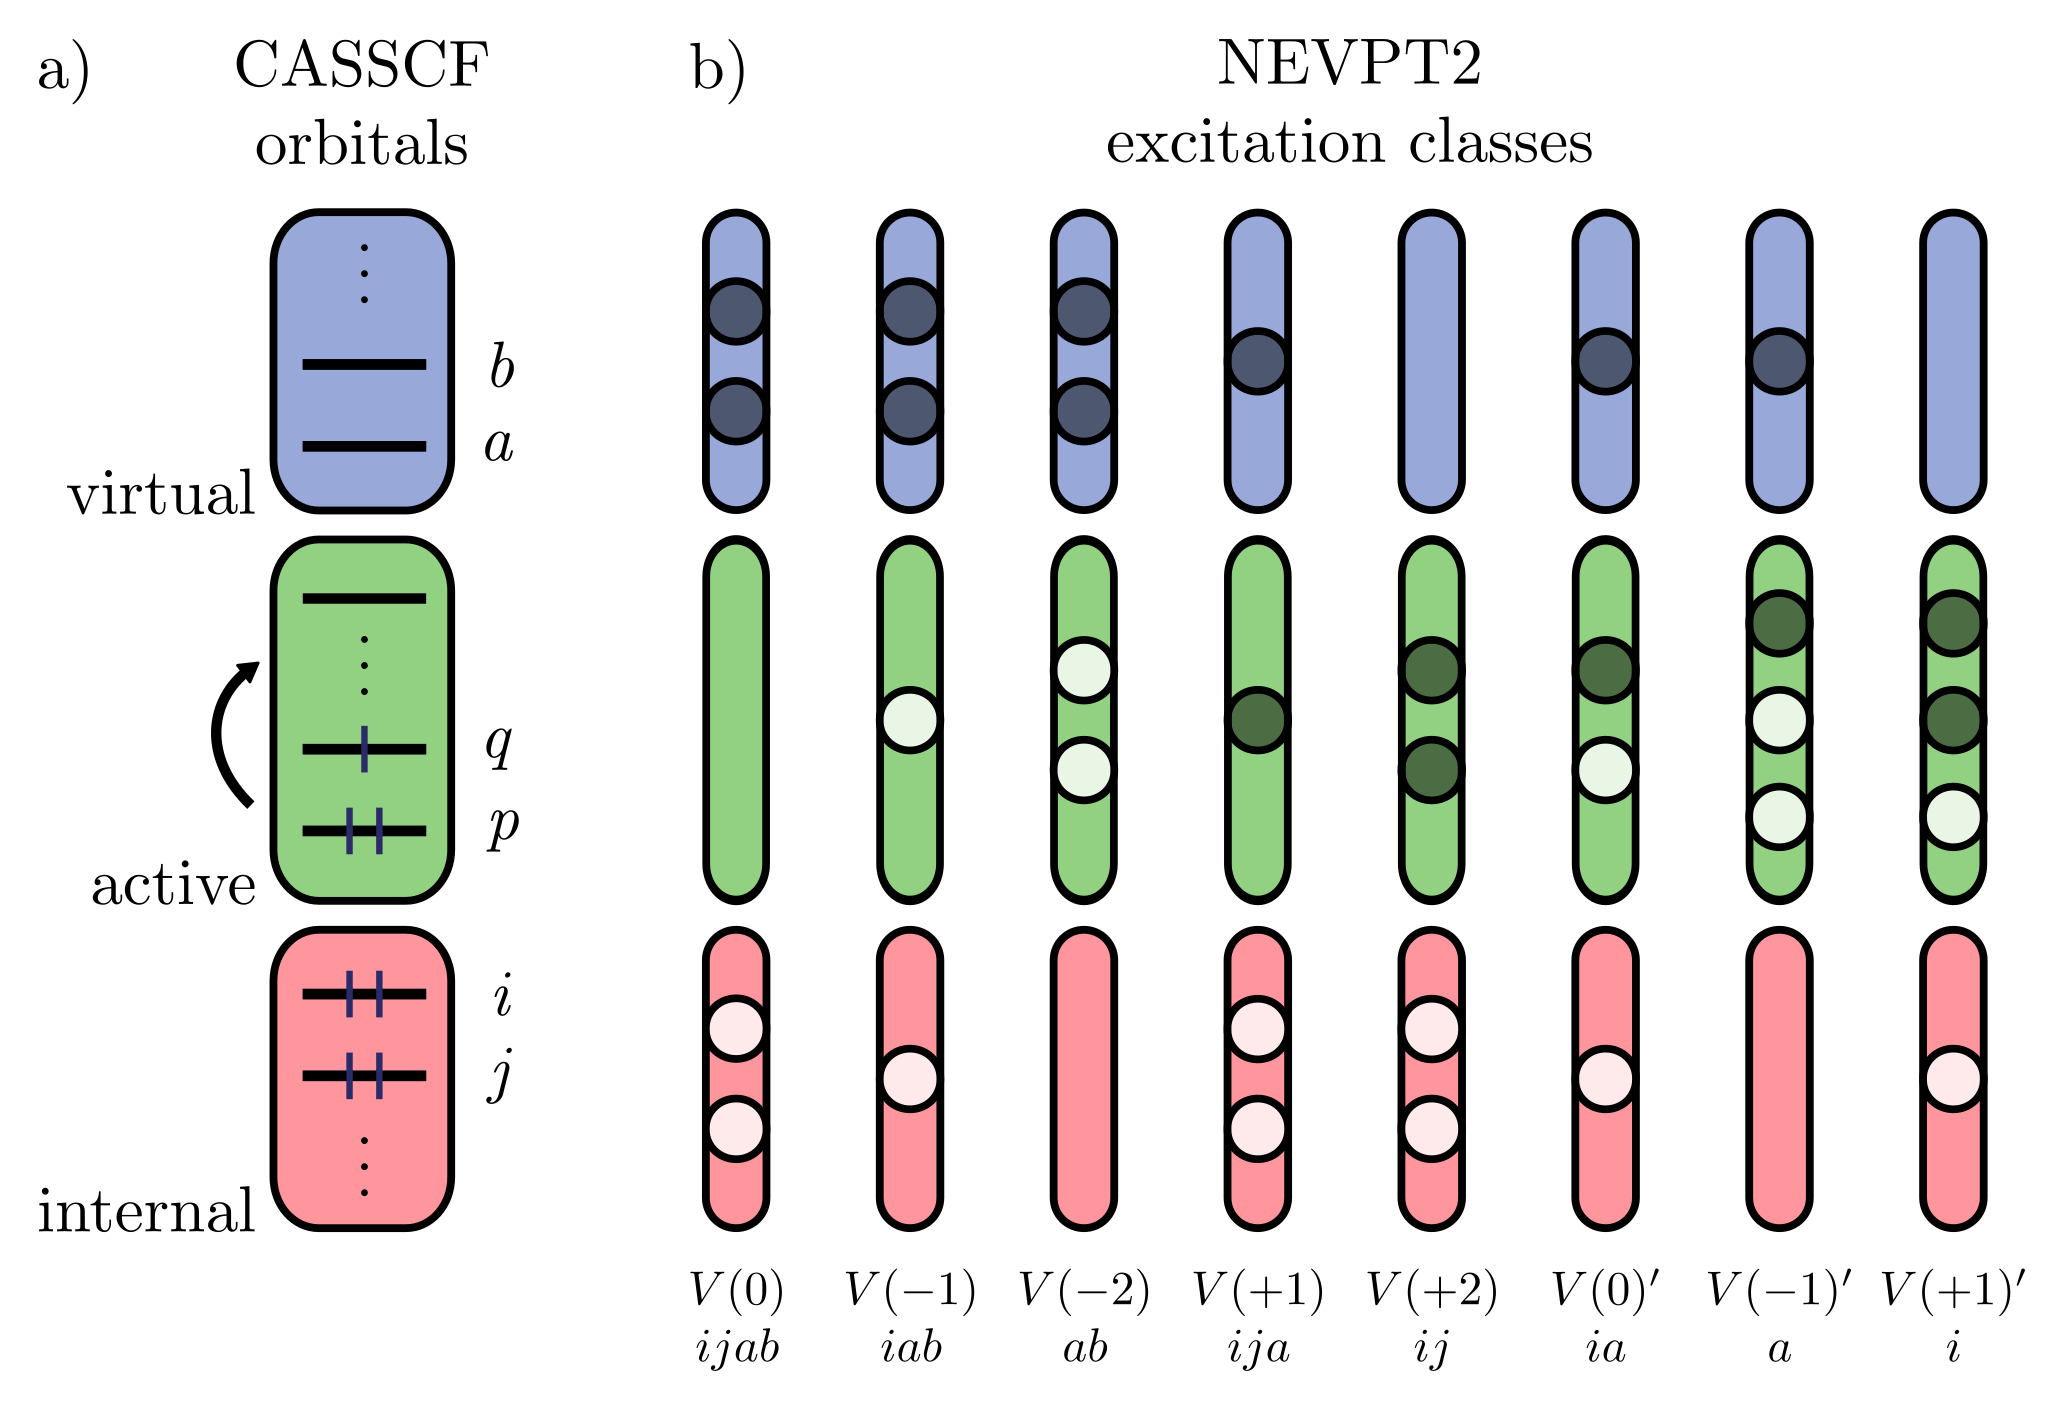 a)
CASSCF
orbitals
b)
NEVPT2
excitation classes
b
a
virtual
q
p
active
i
j
internal
V(0) V(−1) V(−2) V(+1) V(+2) V(0)′ V(−1)′ V(+1)′
ijab iab ab ija ij ia a i